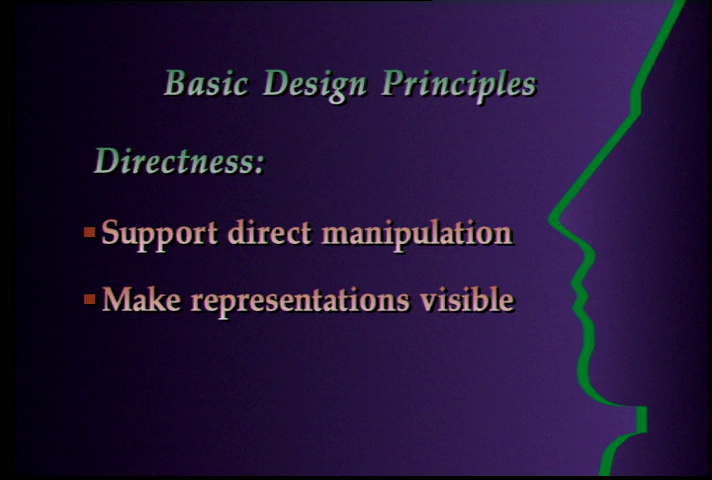 Basic Design Principles
Directness:
Support direct manipulation
Make representations visible